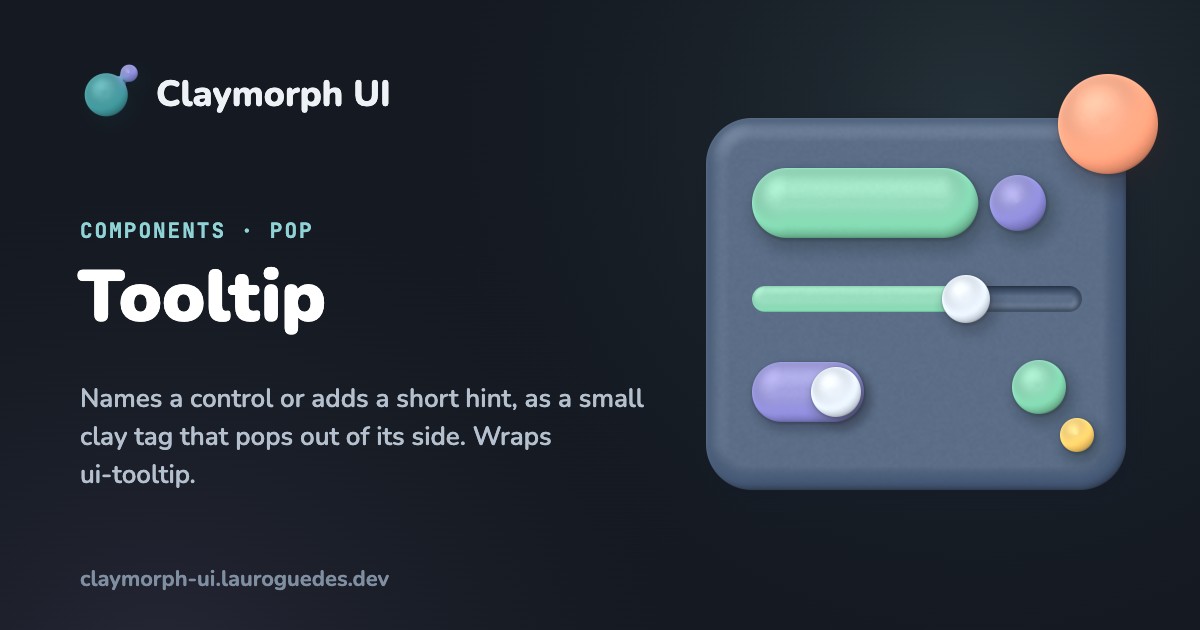 Claymorph UI
COMPONENTS · POP
Tooltip
Names a control or adds a short hint, as a small
clay tag that pops out of its side. Wraps
ui-tooltip.
claymorph-ui.lauroguedes.dev